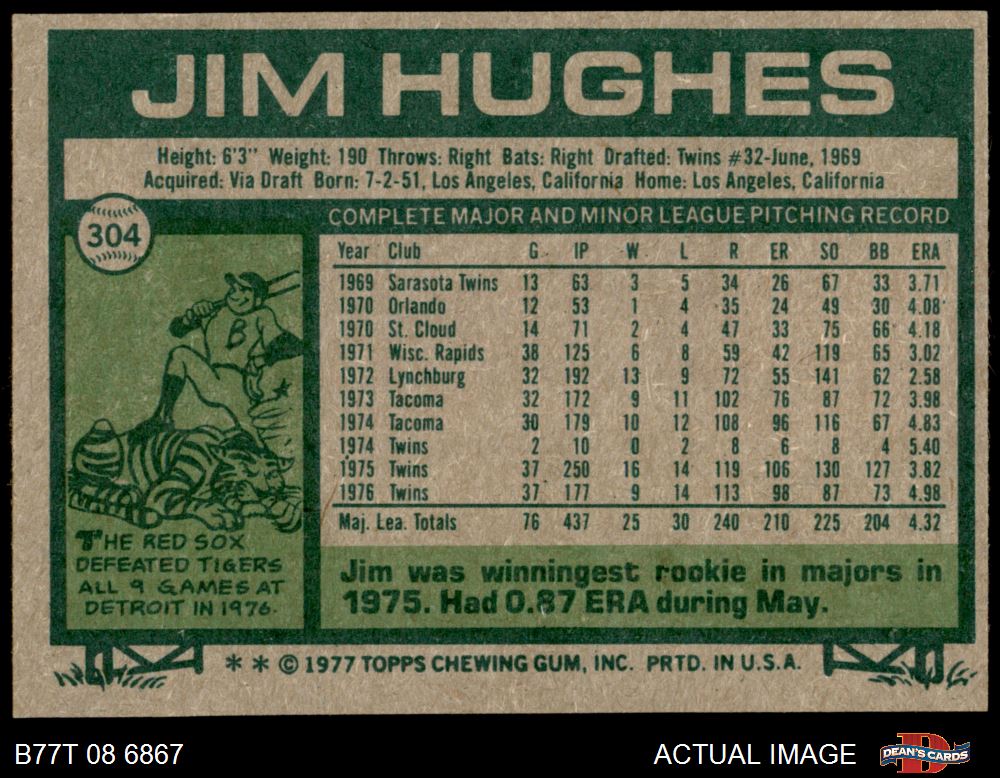 JIM HUGHES
Height: 6'3" Weight: 190 Throws: Right Bats: Right Drafted: Twins #32-June, 1969
Acquired: Via Draft Born: 7-2-51, Los Angeles, California Home: Los Angeles, California
304
COMPLETE MAJOR AND MINOR LEAGUE PITCHING RECORD
Year Club G IP W L R ER SO BB ERA
1969 Sarasota Twins 13 63 3 5 34 26 67 33 3.71
1970 Orlando 12 53 1 4 35 24 49 30 4.08
1970 St. Cloud 14 71 2 4 47 33 75 66 4.18
1971 Wisc. Rapids 38 125 6 8 59 42 119 65 3.02
1972 Lynchburg 32 192 13 9 72 55 141 62 2.58
1973 Tacoma 32 172 9 11 102 76 87 72 3.98
1974 Tacoma 30 179 10 12 108 96 116 67 4.83
1974 Twins 2 10 0 2 8 6 8 4 5.40
1975 Twins 37 250 16 14 119 106 130 127 3.82
1976 Twins 37 177 9 14 113 98 87 73 4.98
Maj. Lea. Totals 76 437 25 30 240 210 225 204 4.32
B
THE RED SOX
DEFEATED TIGERS
ALL 9 GAMES AT
DETROIT IN 1976.
Jim was winningest rookie in majors in
1975. Had 0.87 ERA during May.
* * © 1977 TOPPS CHEWING GUM, INC. PRTD. IN U.S.A.
B77T 08 6867
ACTUAL IMAGE
D
DEAN'S CARDS